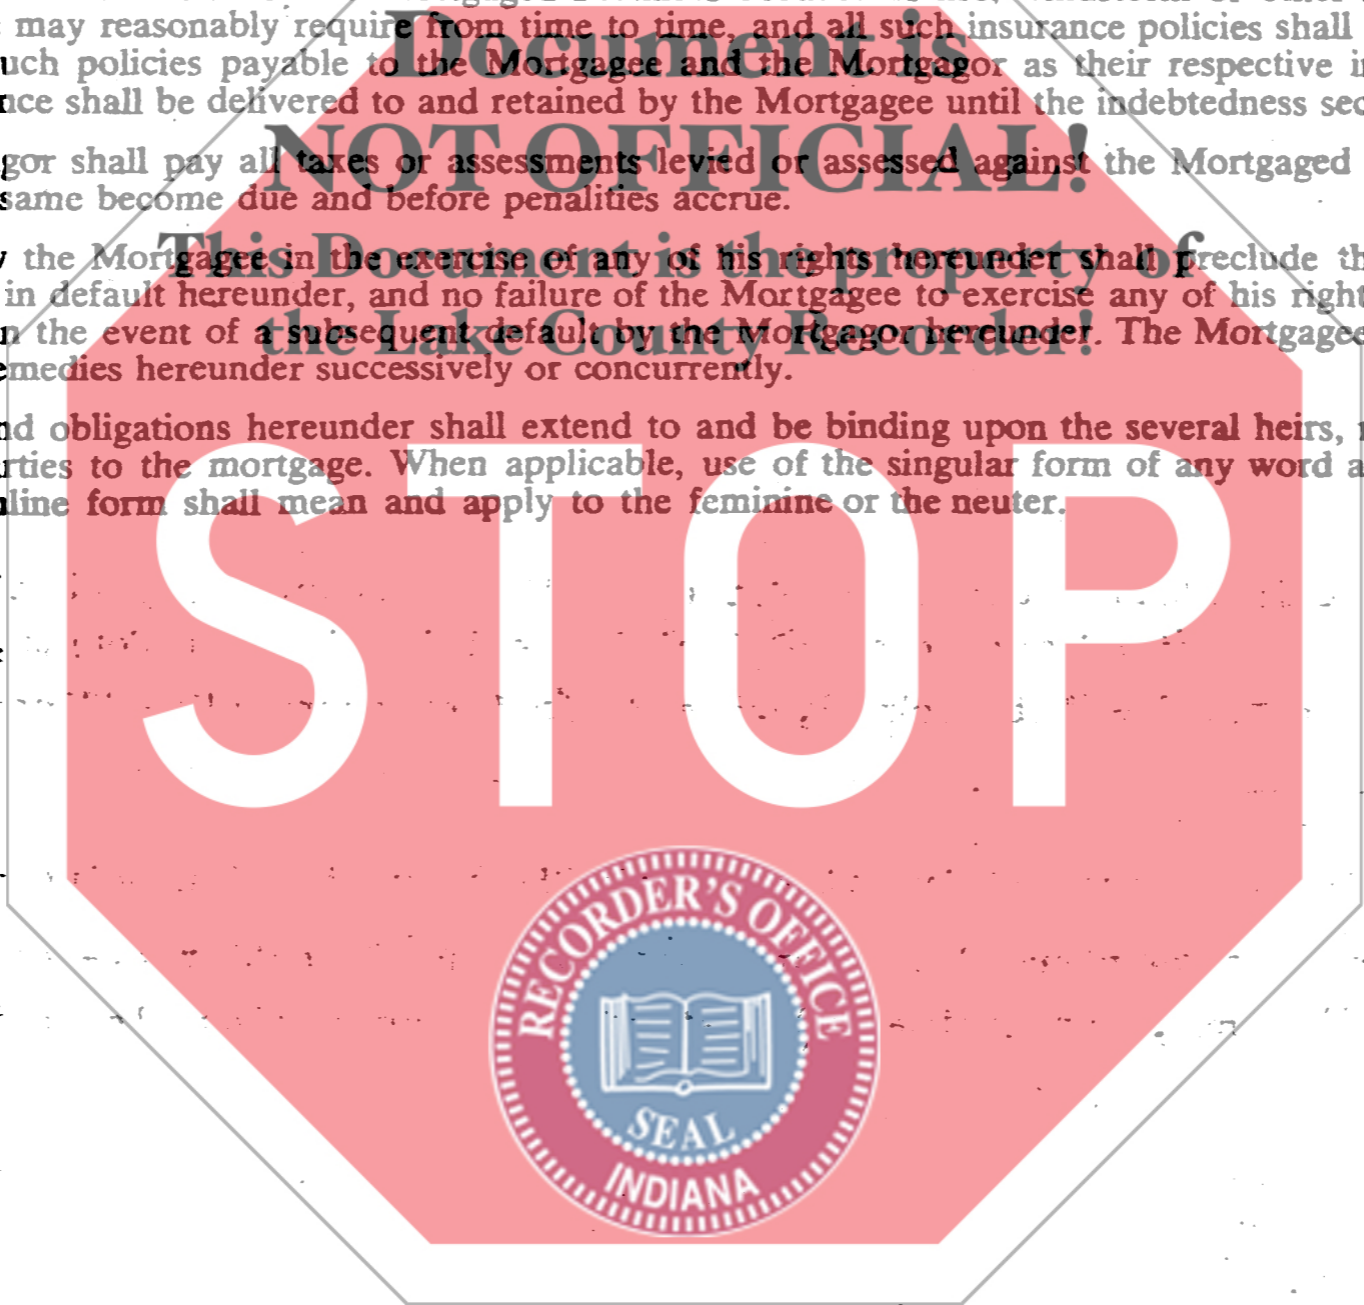 may reasonably require from time to time, and all such insurance policies shall
uch policies payable to the Mortgagee and the Mortgagor as their respective in
nce shall be delivered to and retained by the Mortgagee until the indebtedness sec
gor shall pay all taxes or assessments levied or assessed against the Mortgaged
same become due and before penalities accrue.
the Mortgagee in the exercise of any of his rights hereunder shall preclude th
in default hereunder, and no failure of the Mortgagee to exercise any of his right
n the event of a subsequent default by the Mortgagor hereunder. The Mortgagee
emedies hereunder successively or concurrently.
nd obligations hereunder shall extend to and be binding upon the several heirs,
rties to the mortgage. When applicable, use of the singular form of any word a
line form shall mean and apply to the feminine or the neuter.
Document is
NOT OFFICIAL!
This Document is the property of
the Lake County Recorder!
STOP
RECORDER'S OFFICE
SEAL
INDIANA